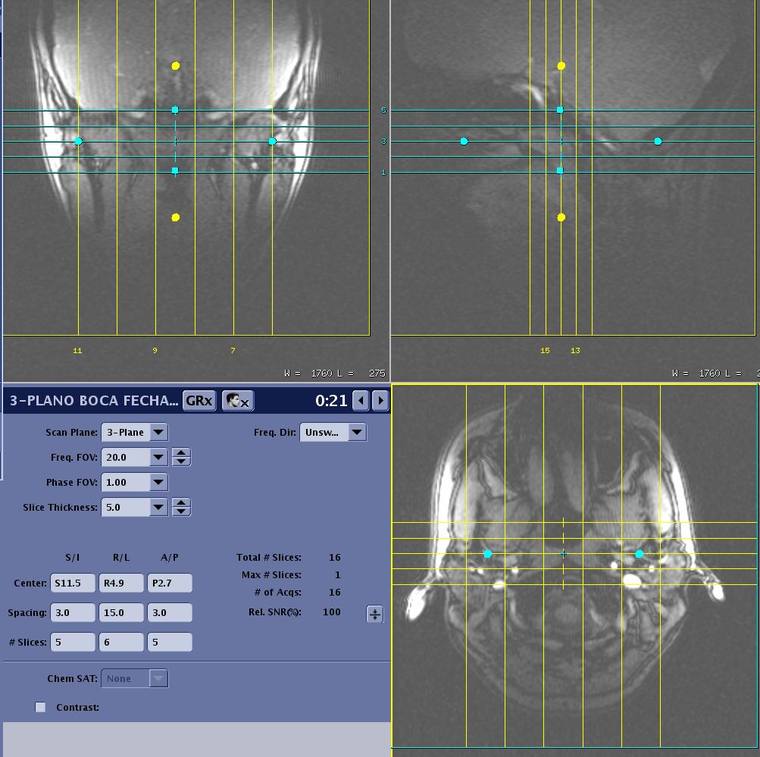 5
3
1
11
9
7
15
13
W = 1760 L = 275
W = 1760 L = 2
3-PLANO BOCA FECHA... GRx x 0:21
Scan Plane: 3-Plane
Freq. Dir: Unsw...
Freq. FOV: 20.0
Phase FOV: 1.00
Slice Thickness: 5.0
S/I R/L A/P
Center: S11.5 R4.9 P2.7
Spacing: 3.0 15.0 3.0
# Slices: 5 6 5
Total # Slices: 16
Max # Slices: 1
# of Acqs: 16
Rel. SNR(%): 100
Chem SAT: None
Contrast: